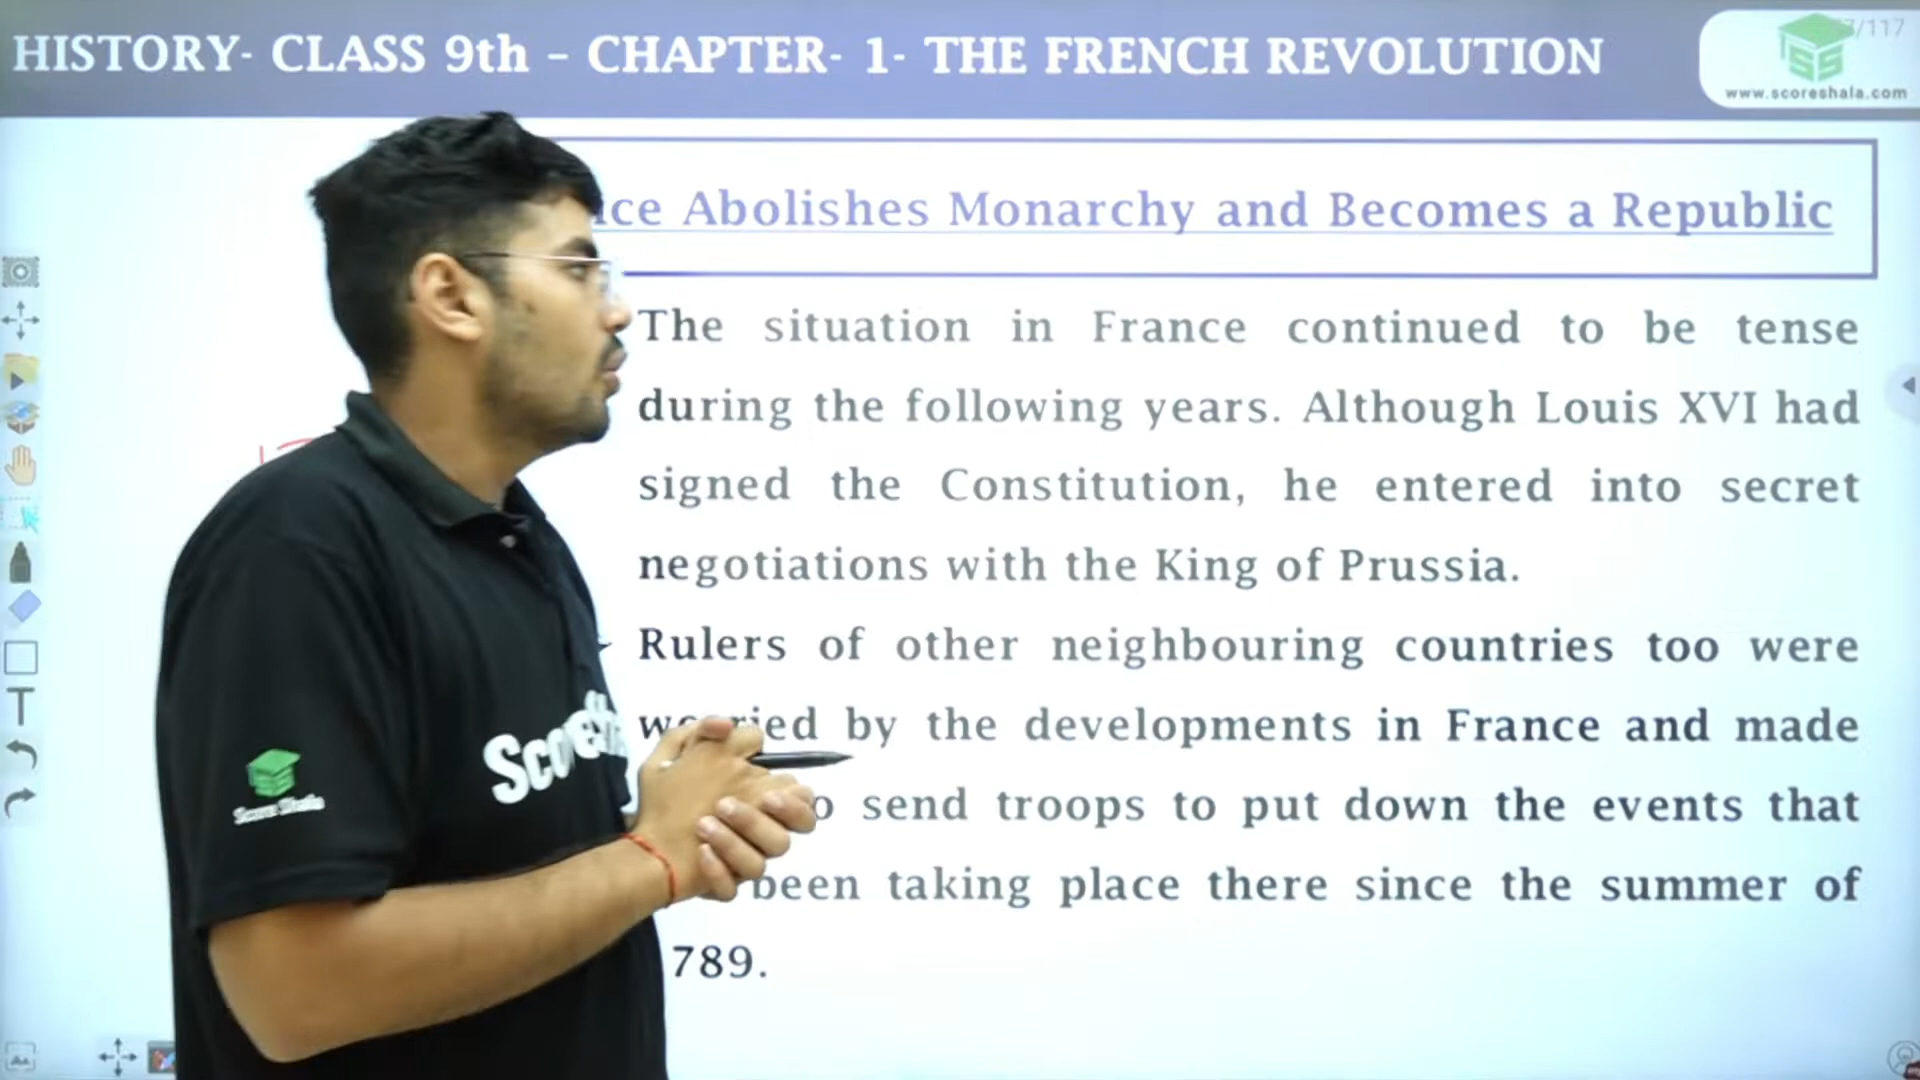 HISTORY- CLASS 9th – CHAPTER- 1- THE FRENCH REVOLUTION
/117
SS
www.scoreshala.com
Abolishes Monarchy and Becomes a Republic
The situation in France continued to be tense
during the following years. Although Louis XVI had
signed the Constitution, he entered into secret
negotiations with the King of Prussia.
Rulers of other neighbouring countries too were
by the developments in France and made
send troops to put down the events that
been taking place there since the summer of
789.
Score Shala
T